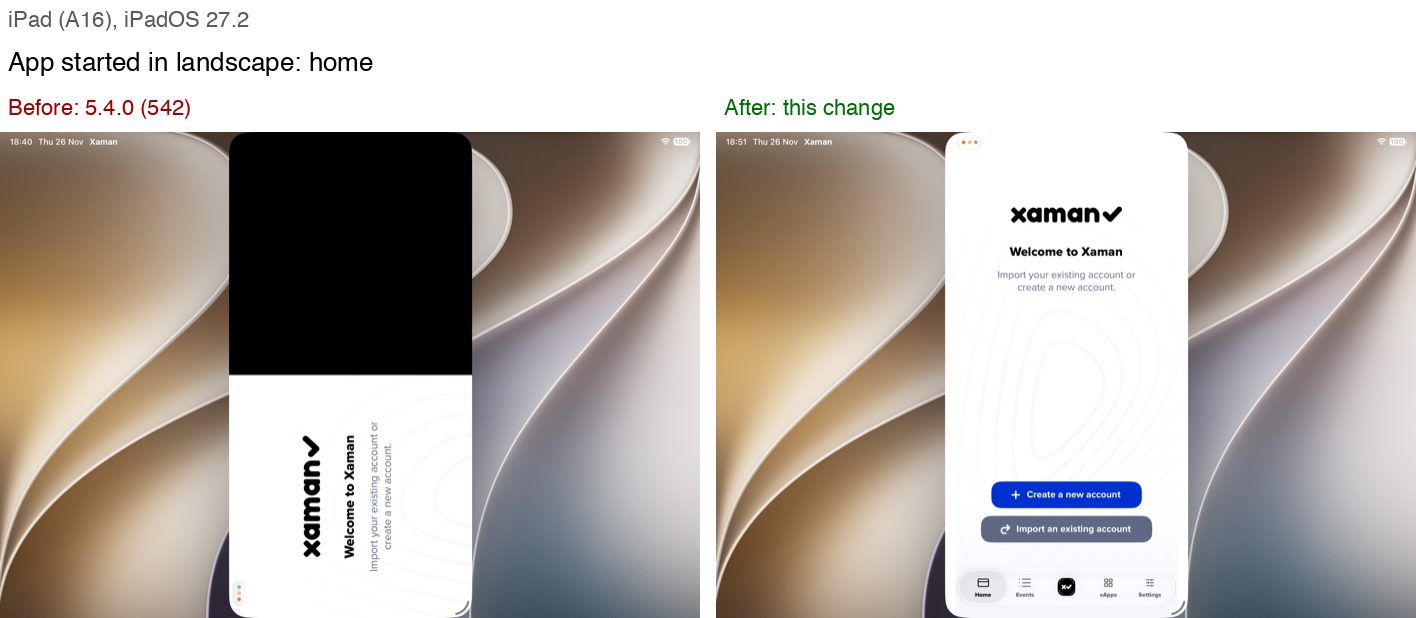 iPad (A16), iPadOS 27.2
App started in landscape: home
Before: 5.4.0 (542)
After: this change
18:40 Thu 26 Nov Xaman
100
xaman
Welcome to Xaman
Import your existing account or
create a new account.
18:51 Thu 26 Nov Xaman
100
xaman
Welcome to Xaman
Import your existing account or
create a new account.
Create a new account
Import an existing account
Home Events xApps Settings